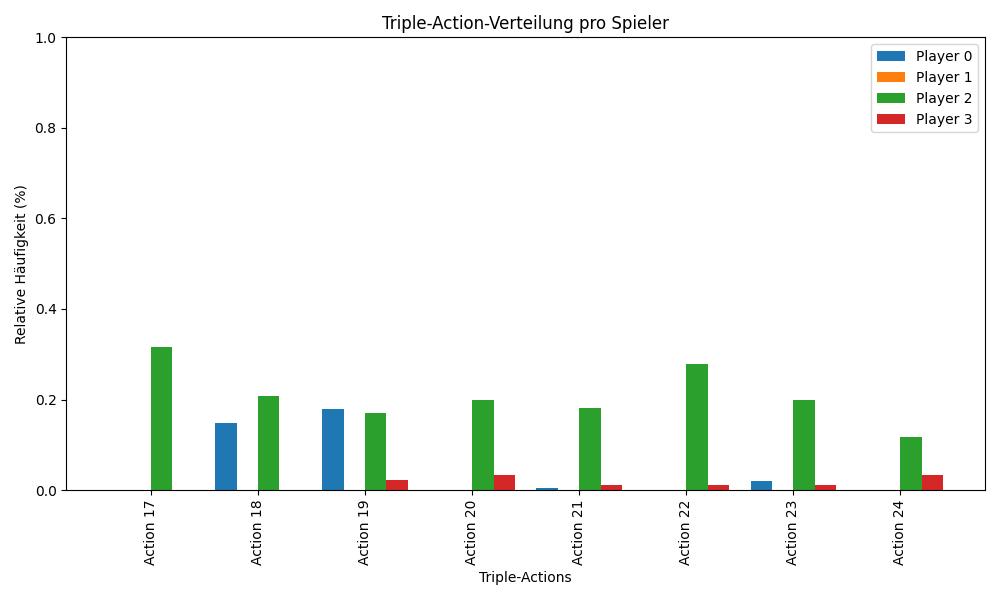 Triple-Action-Verteilung pro Spieler
1.0
0.8
0.6
0.4
0.2
0.0
Relative Häufigkeit (%)
Player 0
Player 1
Player 2
Player 3
Action 17
Action 18
Action 19
Action 20
Action 21
Action 22
Action 23
Action 24
Triple-Actions